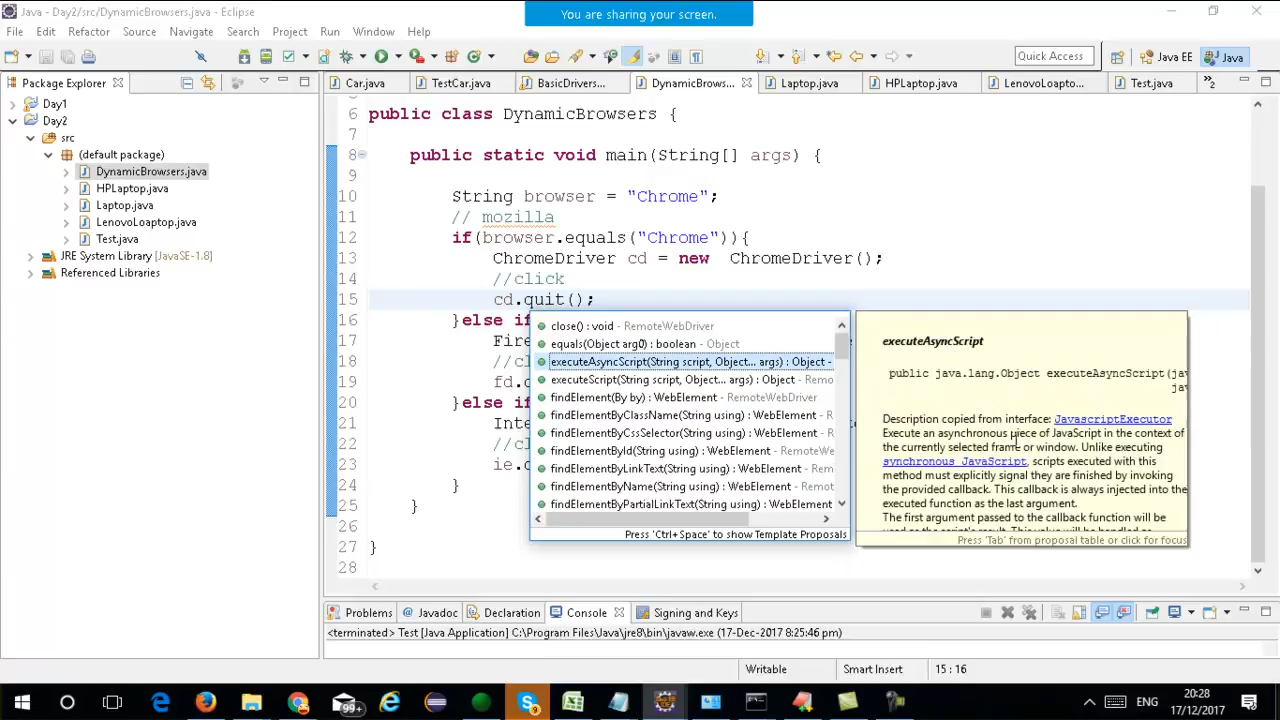 Java - Day2/src/DynamicBrowsers.java - Eclipse
You are sharing your screen.
File Edit Refactor Source Navigate Search Project Run Window Help
Quick Access
Java EE
Java
Package Explorer
Car.java
TestCar.java
BasicDrivers....
DynamicBrows...
Laptop.java
HPLaptop.java
LenovoLoapto...
Test.java
»2
Day1
Day2
src
(default package)
DynamicBrowsers.java
HPLaptop.java
Laptop.java
LenovoLoaptop.java
Test.java
JRE System Library [JavaSE-1.8]
Referenced Libraries
6 public class DynamicBrowsers {
7
8 public static void main(String[] args) {
9
10 String browser = "Chrome";
11 // mozilla
12 if(browser.equals("Chrome")){
13 ChromeDriver cd = new ChromeDriver();
14 //click
15 cd.quit();
16 }else if
17 Fire
18 //cl
19 fd.
20 }else if
21 Inte
22 //cl
23 ie.
24 }
25 }
26
27 }
28
close() : void - RemoteWebDriver
equals(Object arg0) : boolean - Object
executeAsyncScript(String script, Object... args) : Object -
executeScript(String script, Object... args) : Object - Remo
findElement(By by) : WebElement - RemoteWebDriver
findElementByClassName(String using) : WebElement - R
findElementByCssSelector(String using) : WebElement - R
findElementById(String using) : WebElement - RemoteWe
findElementByLinkText(String using) : WebElement - Rem
findElementByName(String using) : WebElement - Remo
findElementByPartialLinkText(String using) : WebElement
Press 'Ctrl+Space' to show Template Proposals
executeAsyncScript
public java.lang.Object executeAsyncScript(jav
jav
Description copied from interface: JavascriptExecutor
Execute an asynchronous piece of JavaScript in the context of
the currently selected frame or window. Unlike executing
synchronous JavaScript, scripts executed with this
method must explicitly signal they are finished by invoking
the provided callback. This callback is always injected into the
executed function as the last argument.
The first argument passed to the callback function will be
Press 'Tab' from proposal table or click for focus
Problems
Javadoc
Declaration
Console
Signing and Keys
<terminated> Test [Java Application] C:\Program Files\Java\jre8\bin\javaw.exe (17-Dec-2017 8:25:46 pm)
Writable
Smart Insert
15 : 16
99+
9
ENG
20:28
17/12/2017